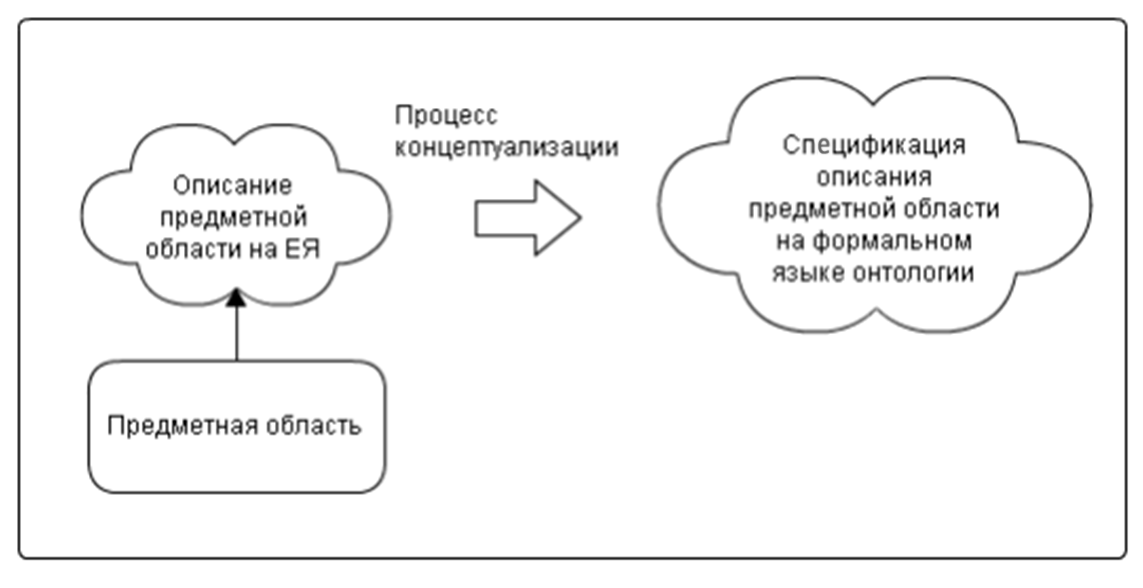 Процесс
концептуализации
Описание
предметной
области на ЕЯ
Спецификация
описания
предметной области
на формальном
языке онтологии
Предметная область